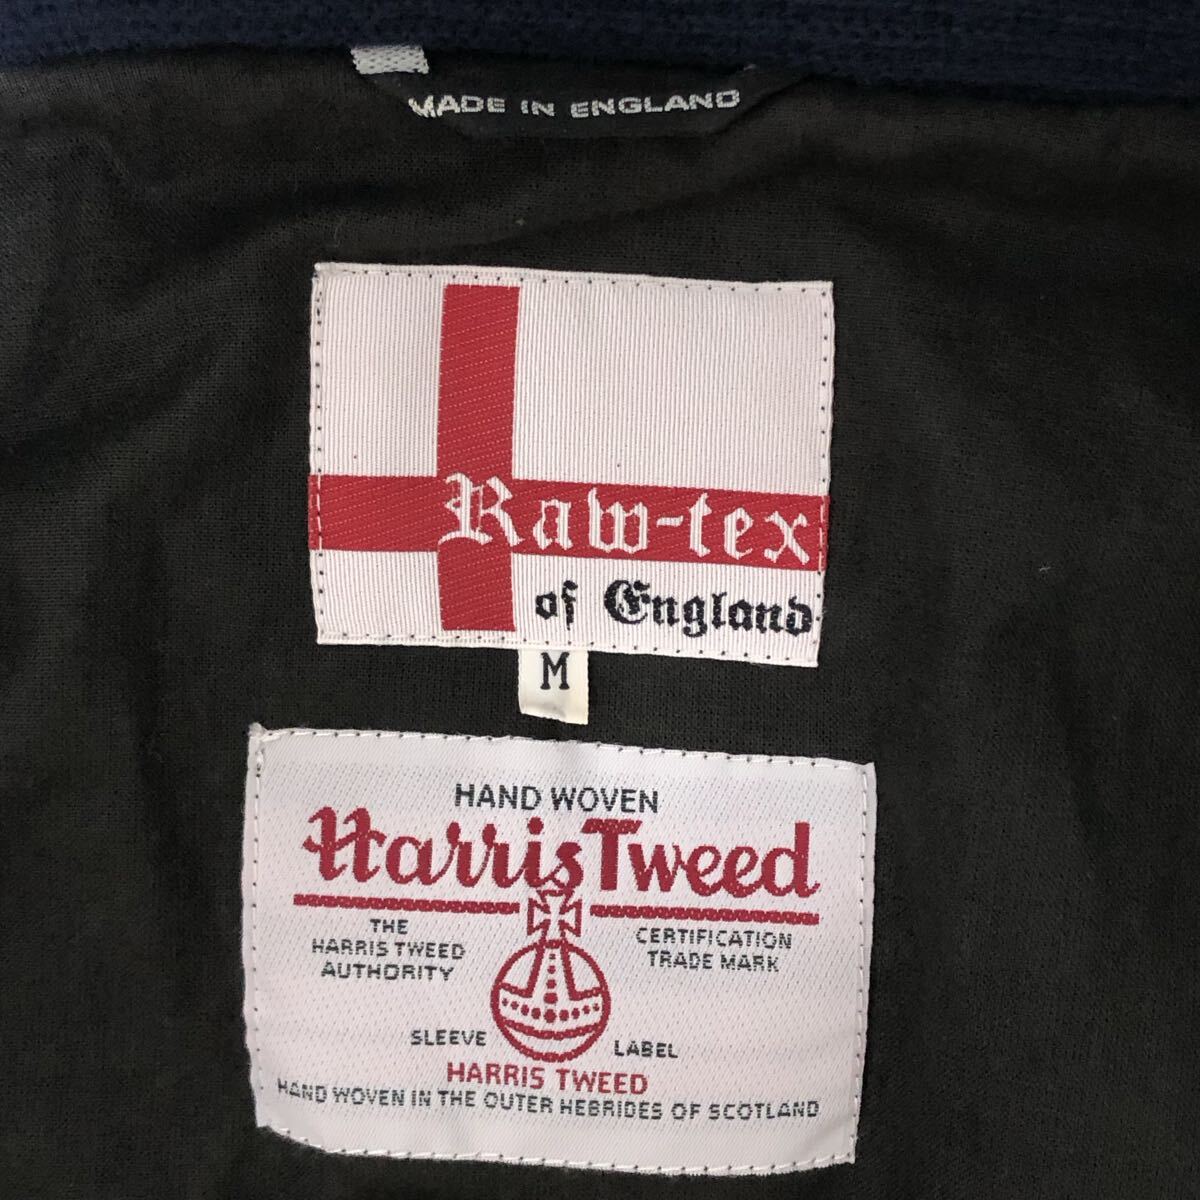 MADE IN ENGLAND
Raw-tex
of England
M
HAND WOVEN
Harris Tweed
THE
HARRIS TWEED
AUTHORITY
CERTIFICATION
TRADE MARK
SLEEVE LABEL
HARRIS TWEED
HAND WOVEN IN THE OUTER HEBRIDES OF SCOTLAND